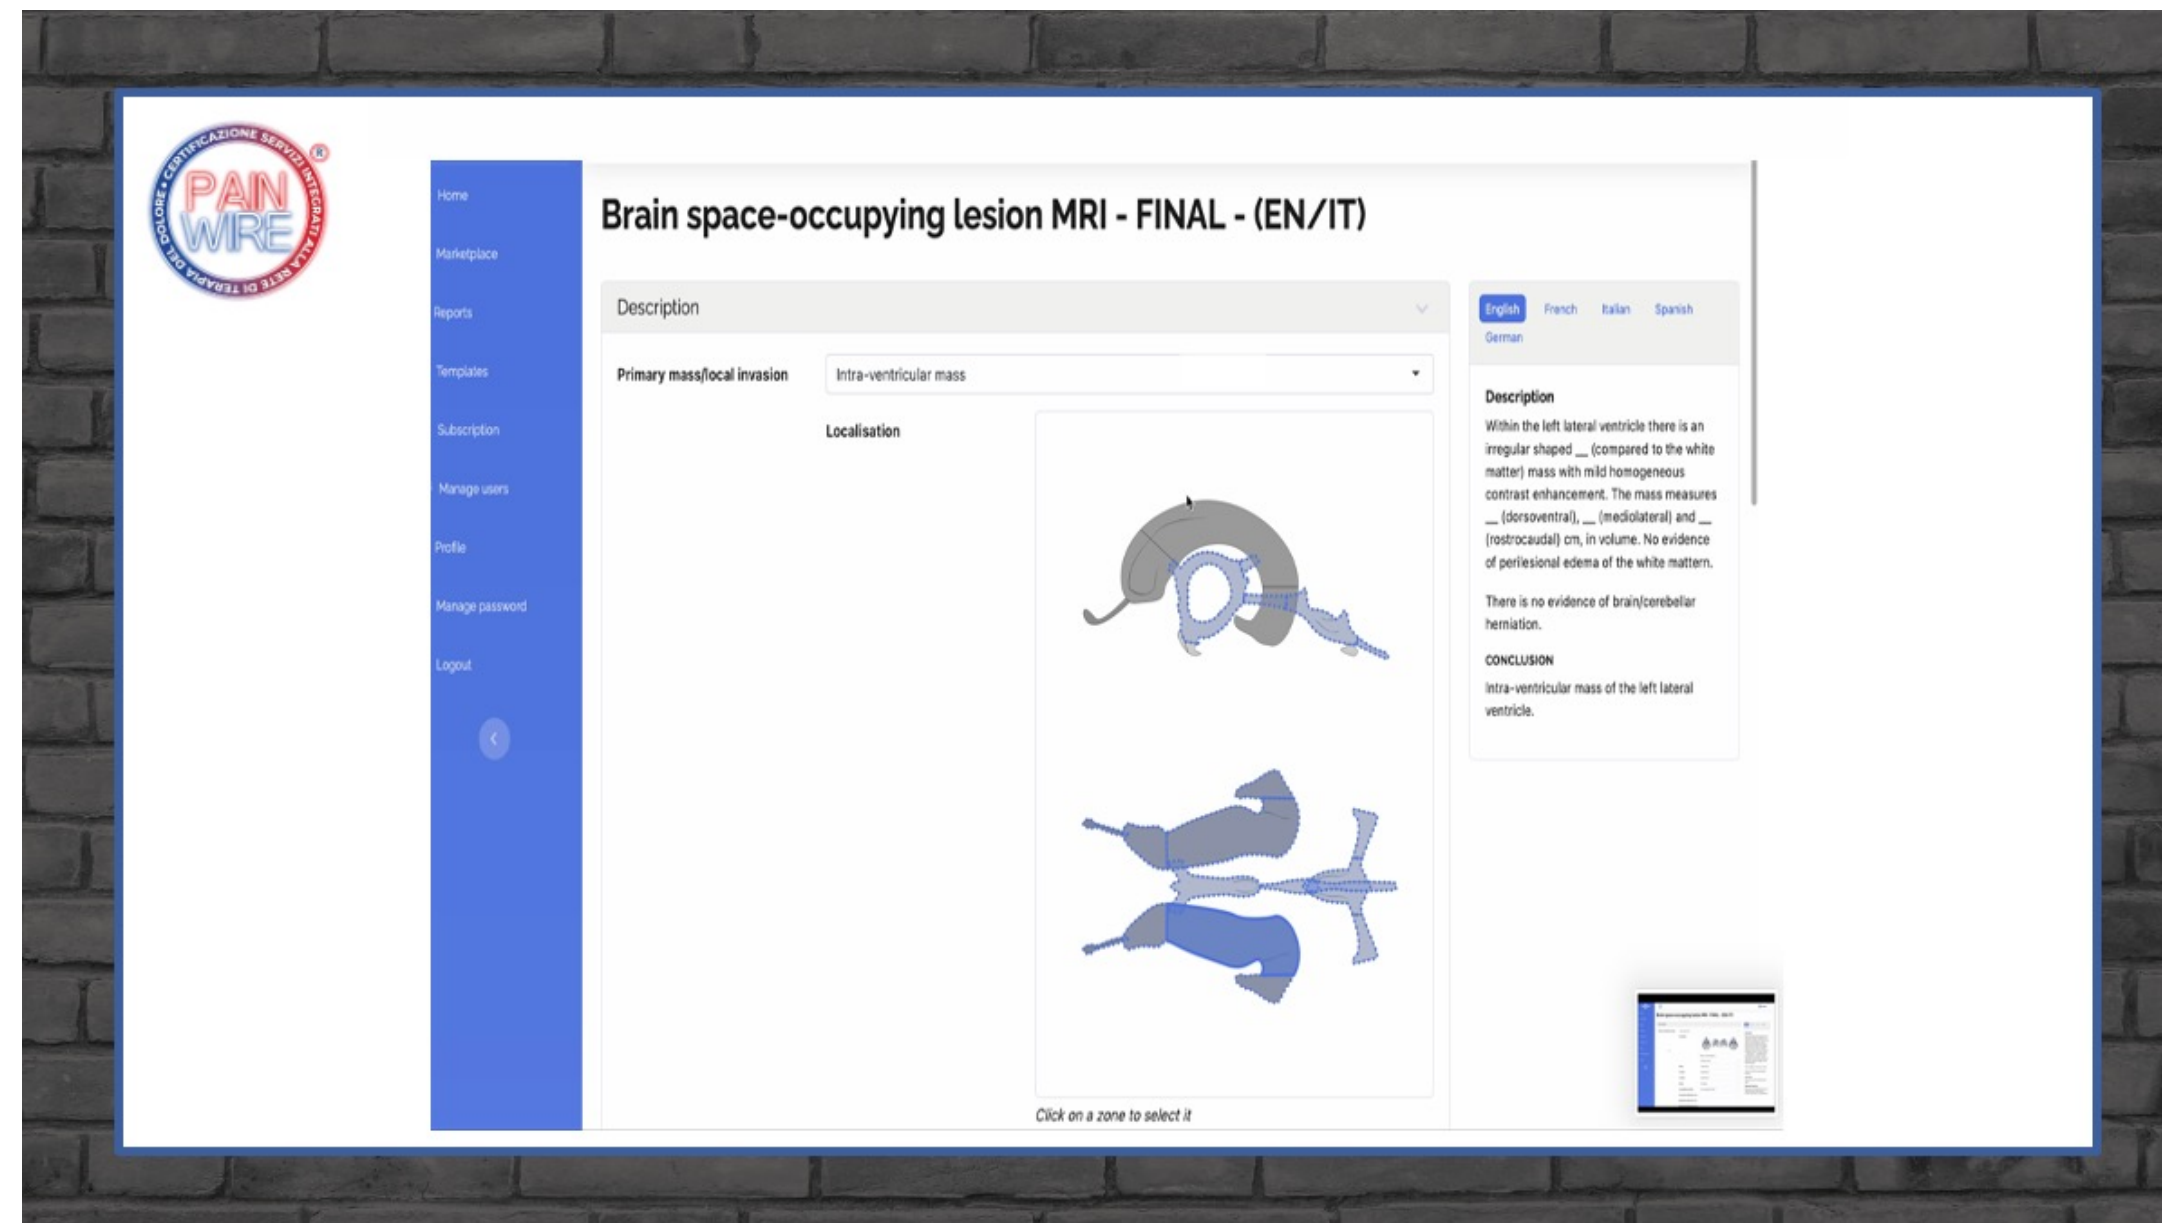 CERTIFICAZIONE SERVIZI INTEGRATI ALLA RETE DI TERAPIA DEL DOLORE
®
PAIN
WIRE
Home
Marketplace
Reports
Templates
Subscription
Manage users
Profile
Manage password
Logout
Brain space-occupying lesion MRI - FINAL - (EN/IT)
Description
Primary mass/local invasion
Intra-ventricular mass
Localisation
Click on a zone to select it
English French Italian Spanish
German
Description
Within the left lateral ventricle there is an
irregular shaped __ (compared to the white
matter) mass with mild homogeneous
contrast enhancement. The mass measures
__ (dorsoventral), __ (mediolateral) and __
(rostrocaudal) cm, in volume. No evidence
of perilesional edema of the white mattern.
There is no evidence of brain/cerebellar
herniation.
CONCLUSION
Intra-ventricular mass of the left lateral
ventricle.